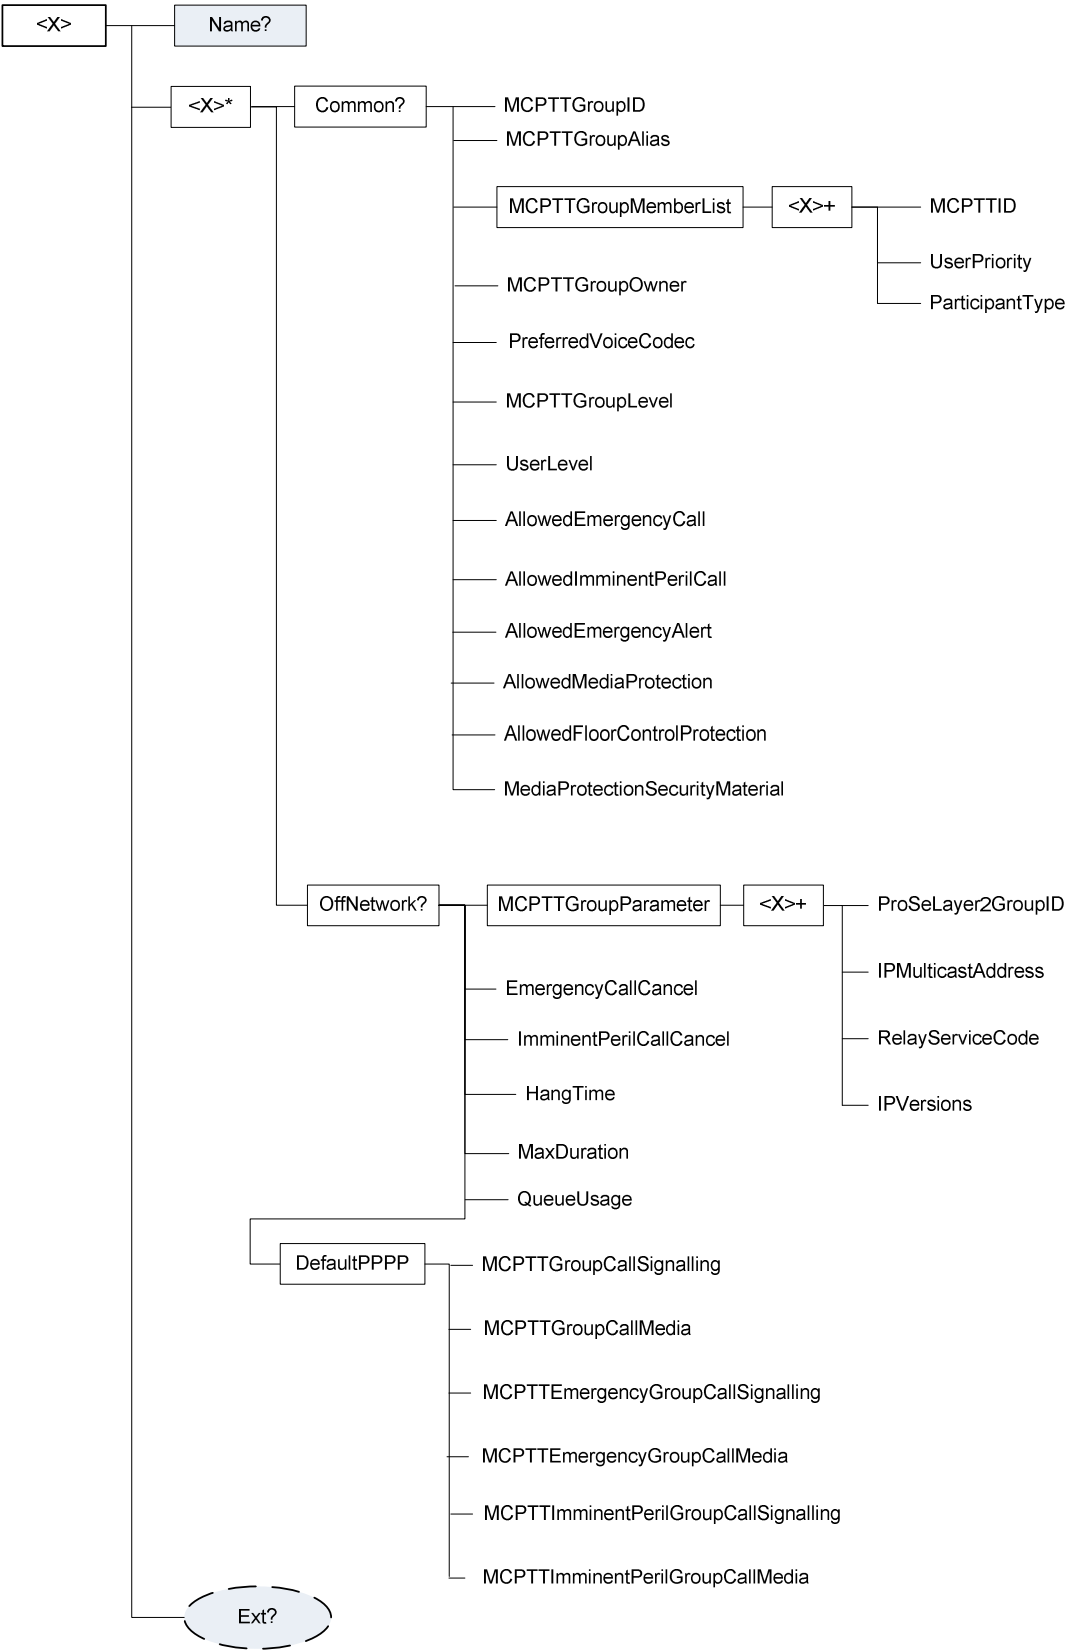 <X>
Name?
<X>*
Common?
MCPTTGroupID
MCPTTGroupAlias
MCPTTGroupMemberList
<X>+
MCPTTID
UserPriority
ParticipantType
MCPTTGroupOwner
PreferredVoiceCodec
MCPTTGroupLevel
UserLevel
AllowedEmergencyCall
AllowedImminentPerilCall
AllowedEmergencyAlert
AllowedMediaProtection
AllowedFloorControlProtection
MediaProtectionSecurityMaterial
OffNetwork?
MCPTTGroupParameter
<X>+
ProSeLayer2GroupID
IPMulticastAddress
RelayServiceCode
IPVersions
EmergencyCallCancel
ImminentPerilCallCancel
HangTime
MaxDuration
QueueUsage
DefaultPPPP
MCPTTGroupCallSignalling
MCPTTGroupCallMedia
MCPTTEmergencyGroupCallSignalling
MCPTTEmergencyGroupCallMedia
MCPTTImminentPerilGroupCallSignalling
MCPTTImminentPerilGroupCallMedia
Ext?